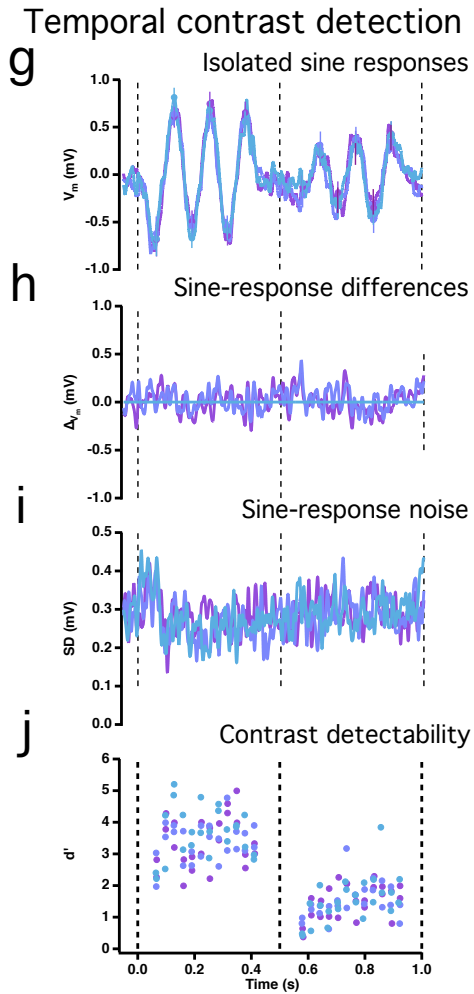 Temporal contrast detection
g
Isolated sine responses
1.0
0.5
0.0
-0.5
-1.0
Vm (mV)
h
Sine-response differences
1.0
0.5
0.0
-0.5
-1.0
ΔVm (mV)
i
Sine-response noise
0.5
0.4
0.3
0.2
0.1
0.0
SD (mV)
j
Contrast detectability
6
5
4
3
2
1
0
d'
0.0 0.2 0.4 0.6 0.8 1.0
Time (s)